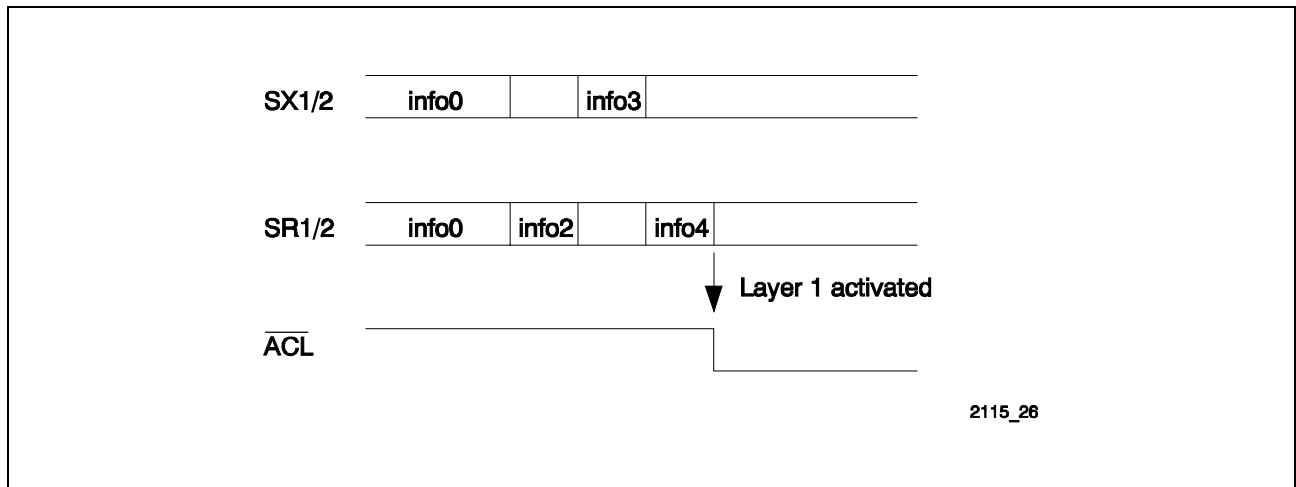 SX1/2 info0 info3
SR1/2 info0 info2 info4
Layer 1 activated
ACL
2115_26